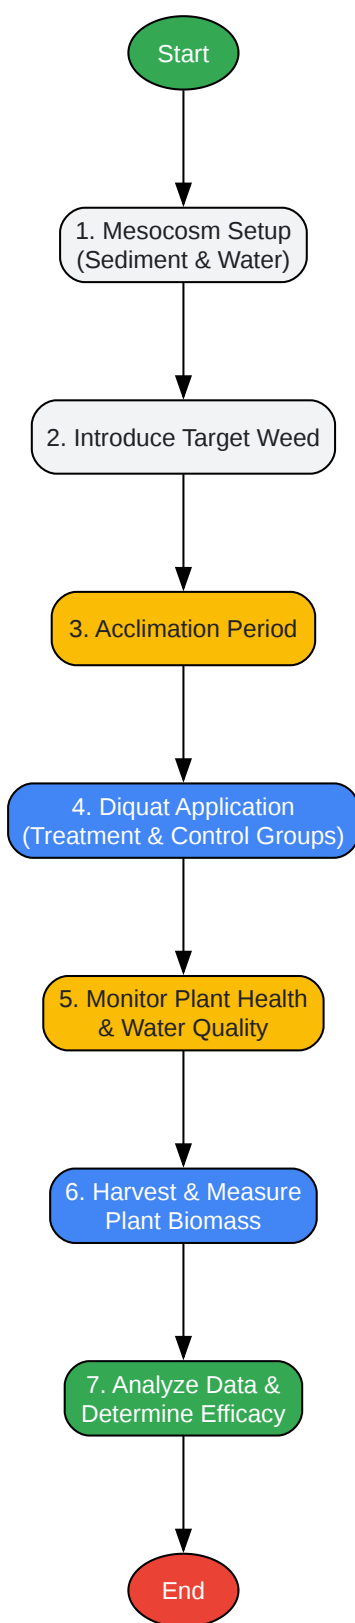 Start
1. Mesocosm Setup
(Sediment & Water)
2. Introduce Target Weed
3. Acclimation Period
4. Diquat Application
(Treatment & Control Groups)
5. Monitor Plant Health
& Water Quality
6. Harvest & Measure
Plant Biomass
7. Analyze Data &
Determine Efficacy
End